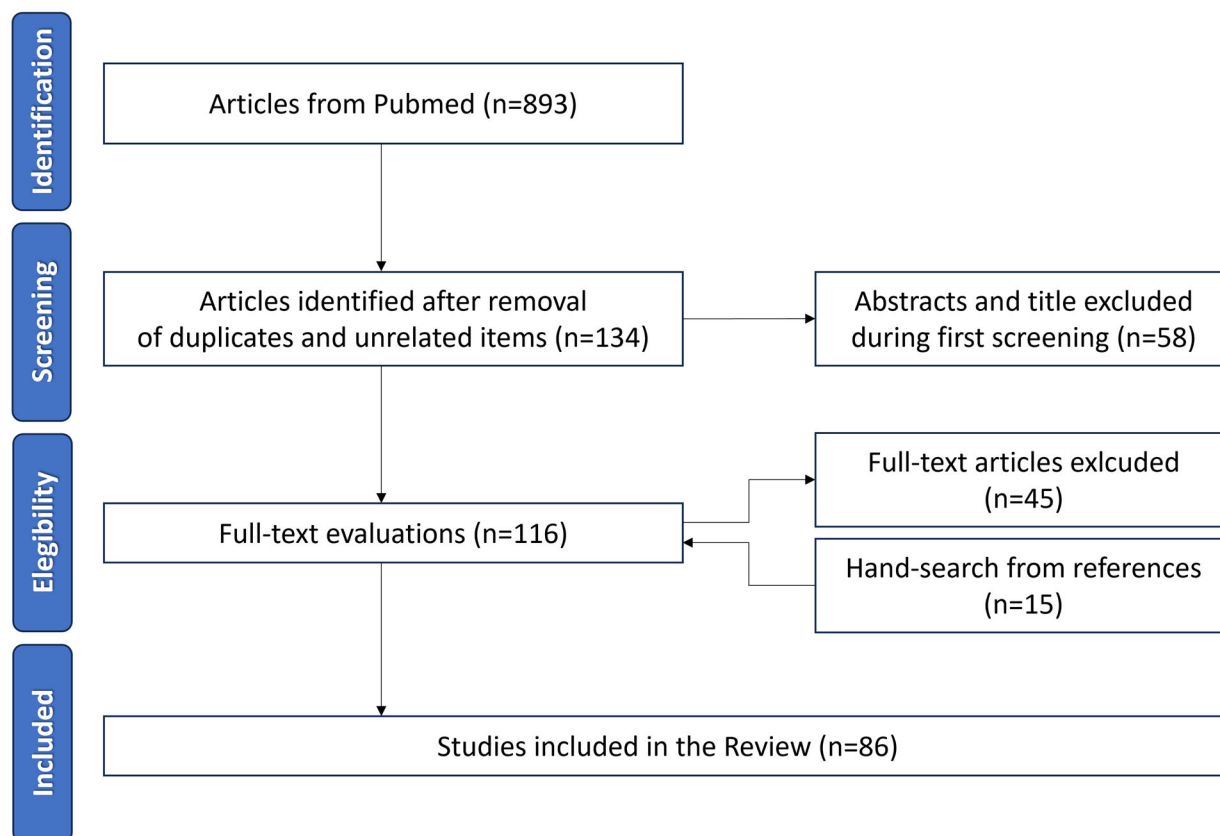 Identification
Articles from Pubmed (n=893)
Screening
Articles identified after removal
of duplicates and unrelated items (n=134)
Abstracts and title excluded
during first screening (n=58)
Elegibility
Full-text evaluations (n=116)
Full-text articles exlcuded
(n=45)
Hand-search from references
(n=15)
Included
Studies included in the Review (n=86)